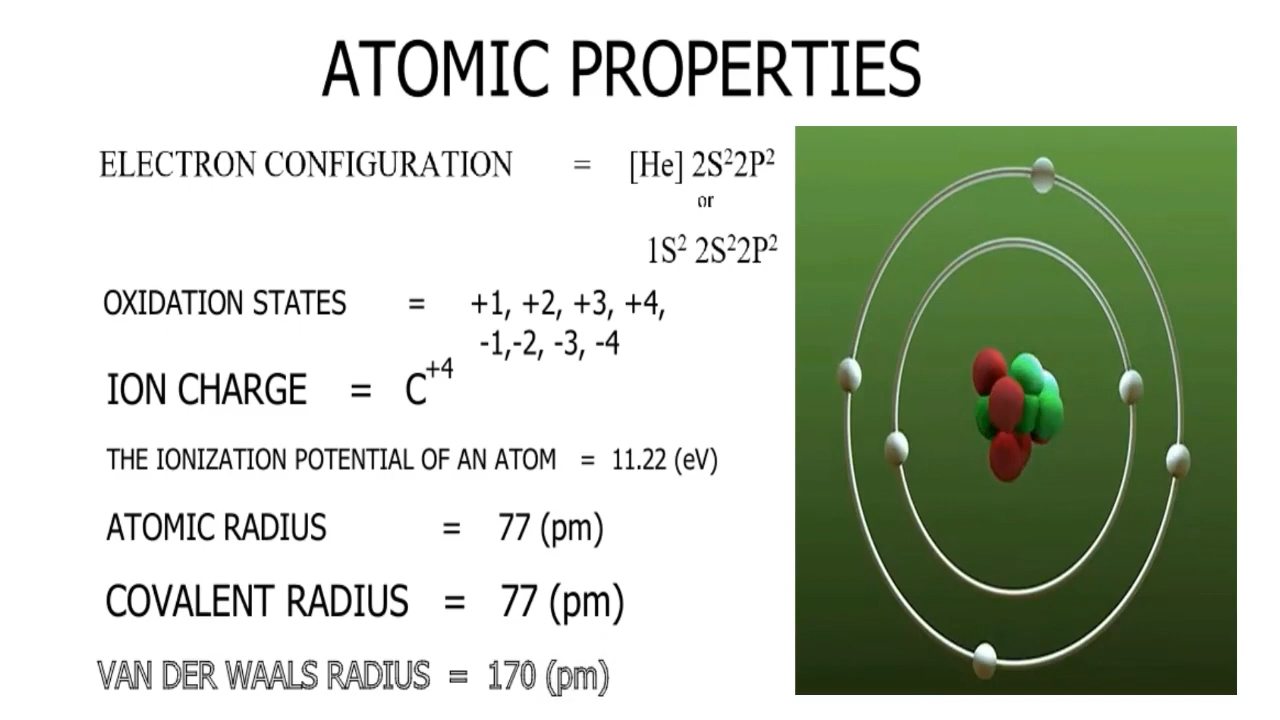 ATOMIC PROPERTIES
ELECTRON CONFIGURATION = [He] 2S²2P²
or
1S² 2S²2P²
OXIDATION STATES = +1, +2, +3, +4,
-1,-2, -3, -4
ION CHARGE = C⁺⁴
THE IONIZATION POTENTIAL OF AN ATOM = 11.22 (eV)
ATOMIC RADIUS = 77 (pm)
COVALENT RADIUS = 77 (pm)
VAN DER WAALS RADIUS = 170 (pm)